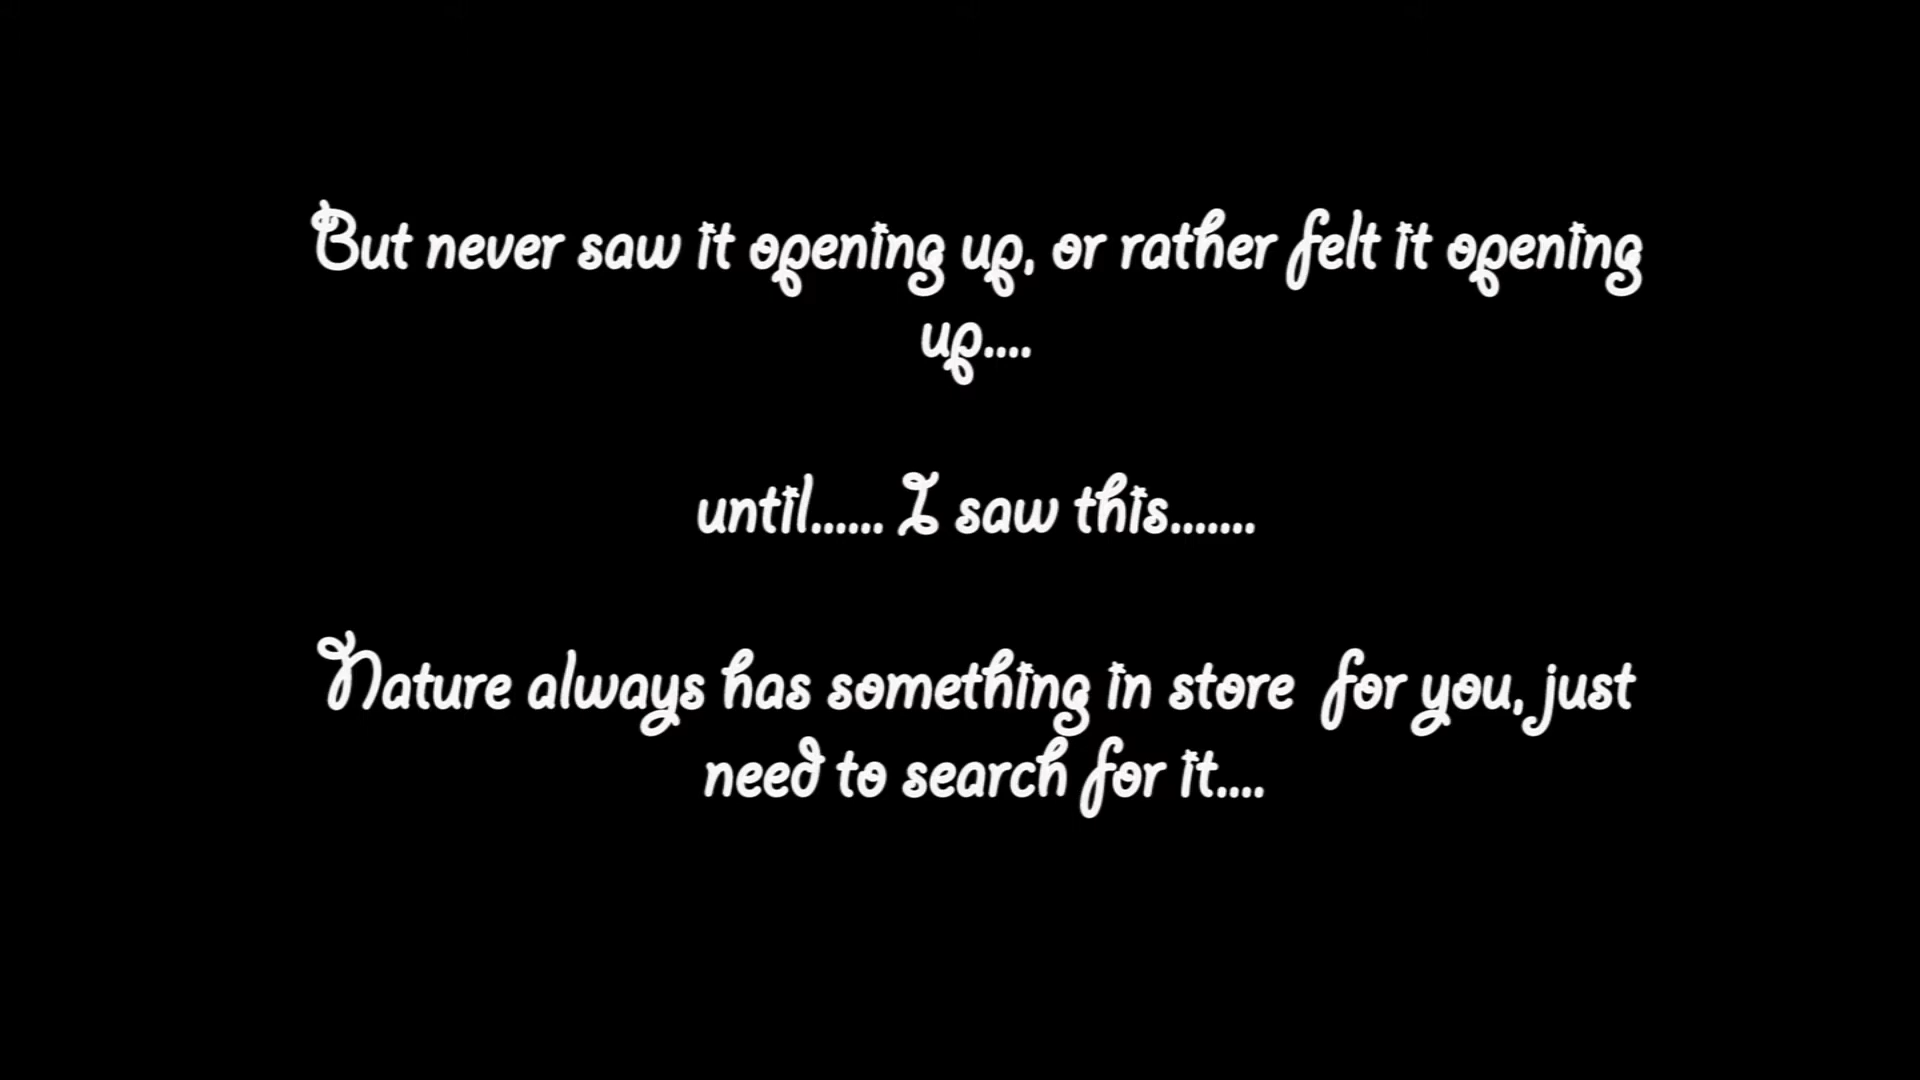 But never saw it opening up, or rather felt it opening
up....
until...... I saw this.......
Nature always has something in store for you, just
need to search for it....